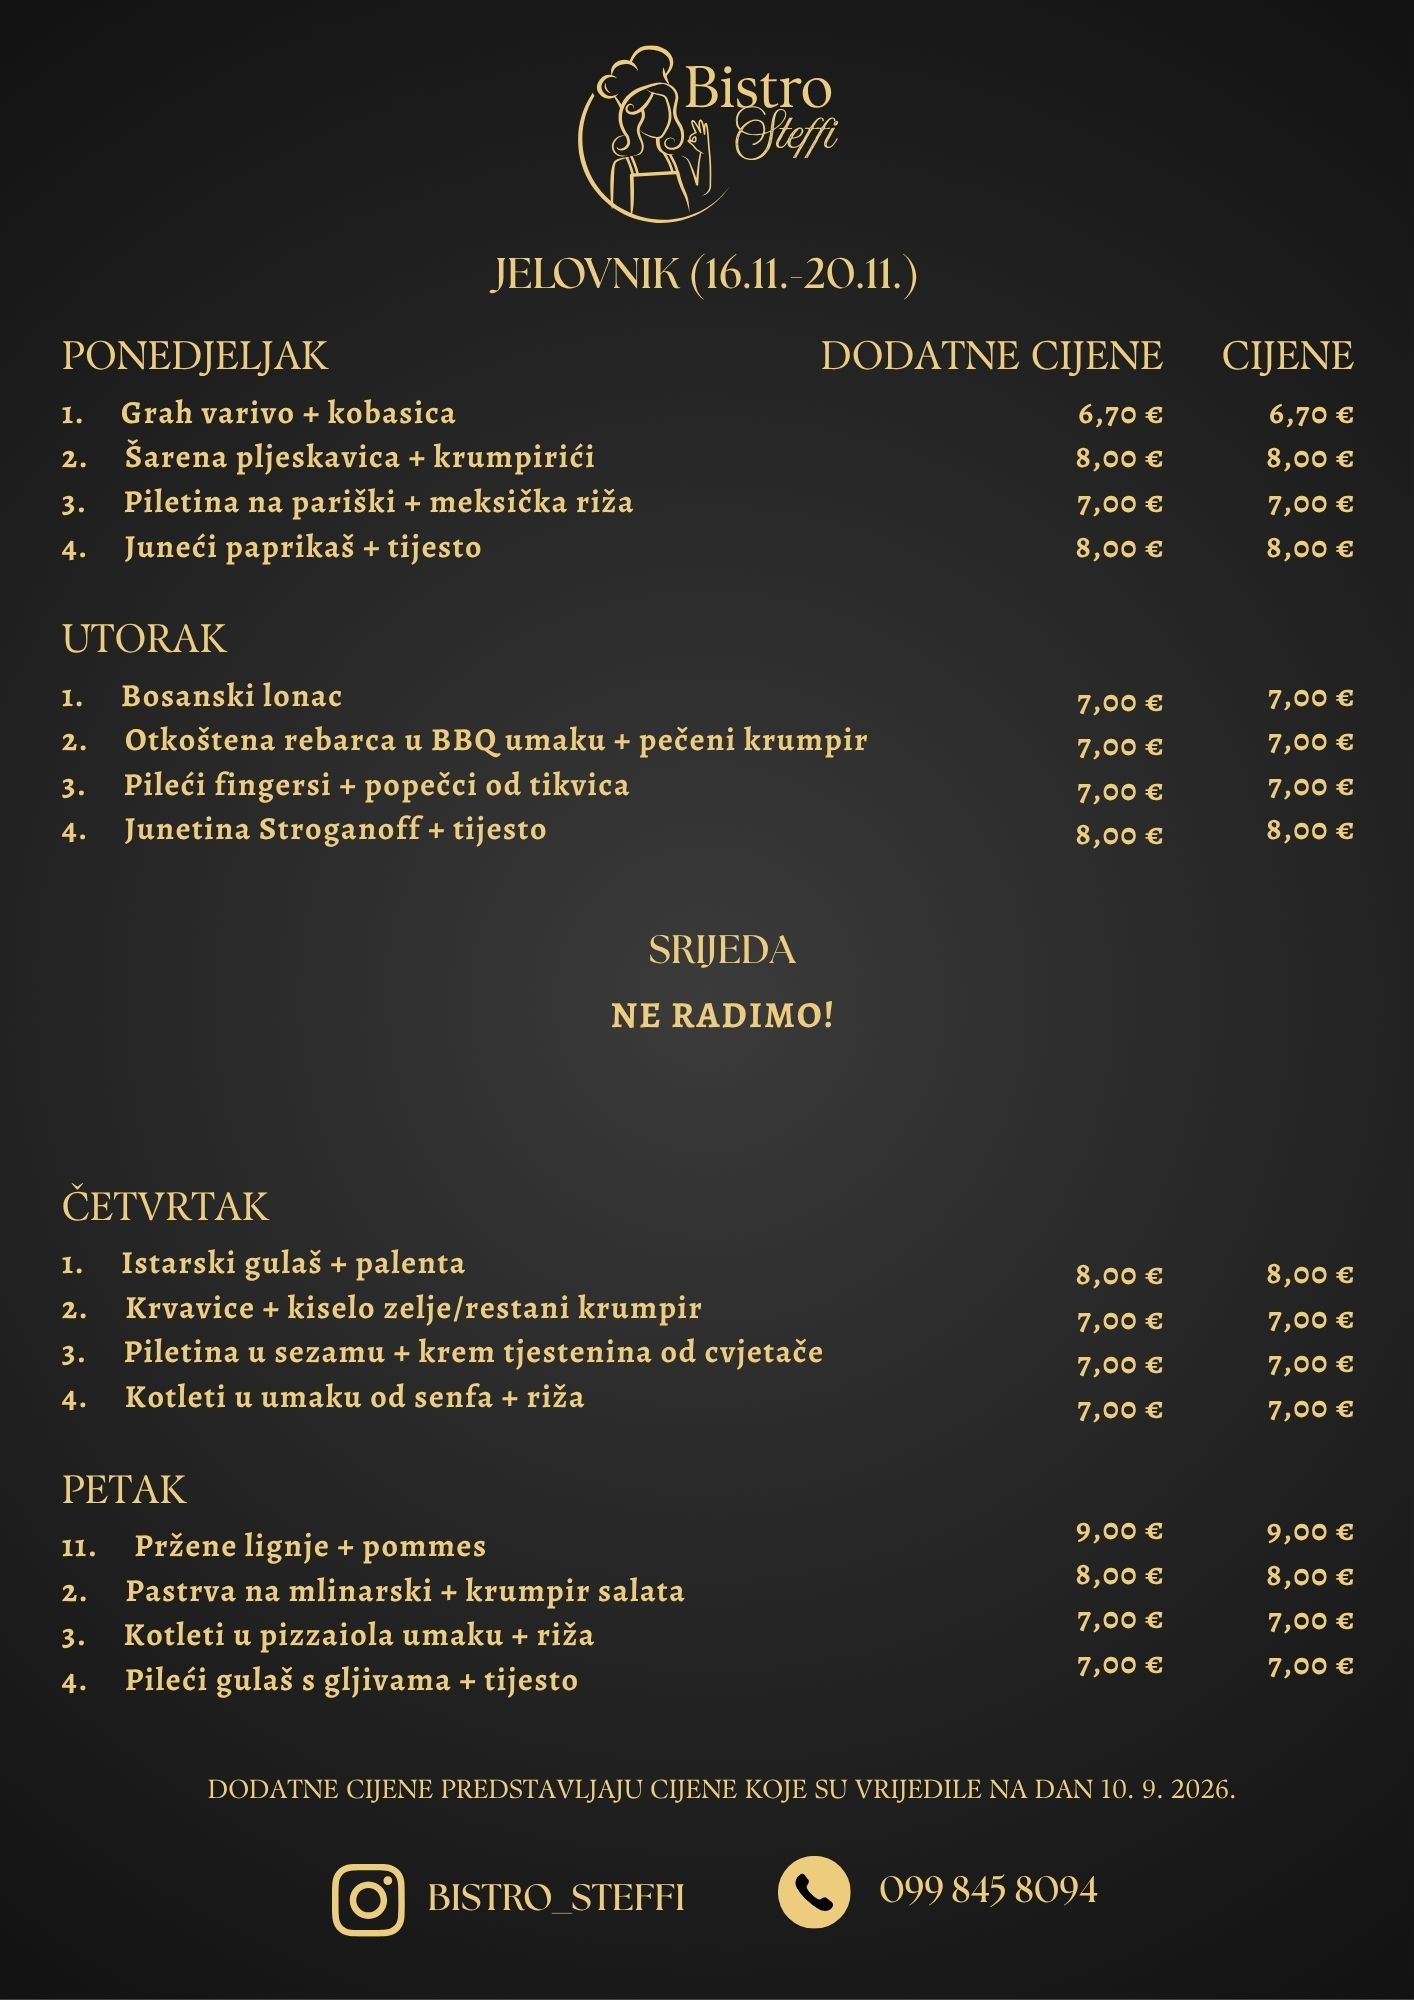 Bistro
Steffi
JELOVNIK (16.11.-20.11.)
PONEDJELJAK DODATNE CIJENE CIJENE
1. Grah varivo + kobasica 6,70 € 6,70 €
2. Šarena pljeskavica + krumpirići 8,00 € 8,00 €
3. Piletina na pariški + meksička riža 7,00 € 7,00 €
4. Juneći paprikaš + tijesto 8,00 € 8,00 €
UTORAK
1. Bosanski lonac 7,00 € 7,00 €
2. Otkoštena rebarca u BBQ umaku + pečeni krumpir 7,00 € 7,00 €
3. Pileći fingersi + popečci od tikvica 7,00 € 7,00 €
4. Junetina Stroganoff + tijesto 8,00 € 8,00 €
SRIJEDA
NE RADIMO!
ČETVRTAK
1. Istarski gulaš + palenta 8,00 € 8,00 €
2. Krvavice + kiselo zelje/restani krumpir 7,00 € 7,00 €
3. Piletina u sezamu + krem tjestenina od cvjetače 7,00 € 7,00 €
4. Kotleti u umaku od senfa + riža 7,00 € 7,00 €
PETAK
11. Pržene lignje + pommes 9,00 € 9,00 €
2. Pastrva na mlinarski + krumpir salata 8,00 € 8,00 €
3. Kotleti u pizzaiola umaku + riža 7,00 € 7,00 €
4. Pileći gulaš s gljivama + tijesto 7,00 € 7,00 €
DODATNE CIJENE PREDSTAVLJAJU CIJENE KOJE SU VRIJEDILE NA DAN 10. 9. 2026.
BISTRO_STEFFI 099 845 8094